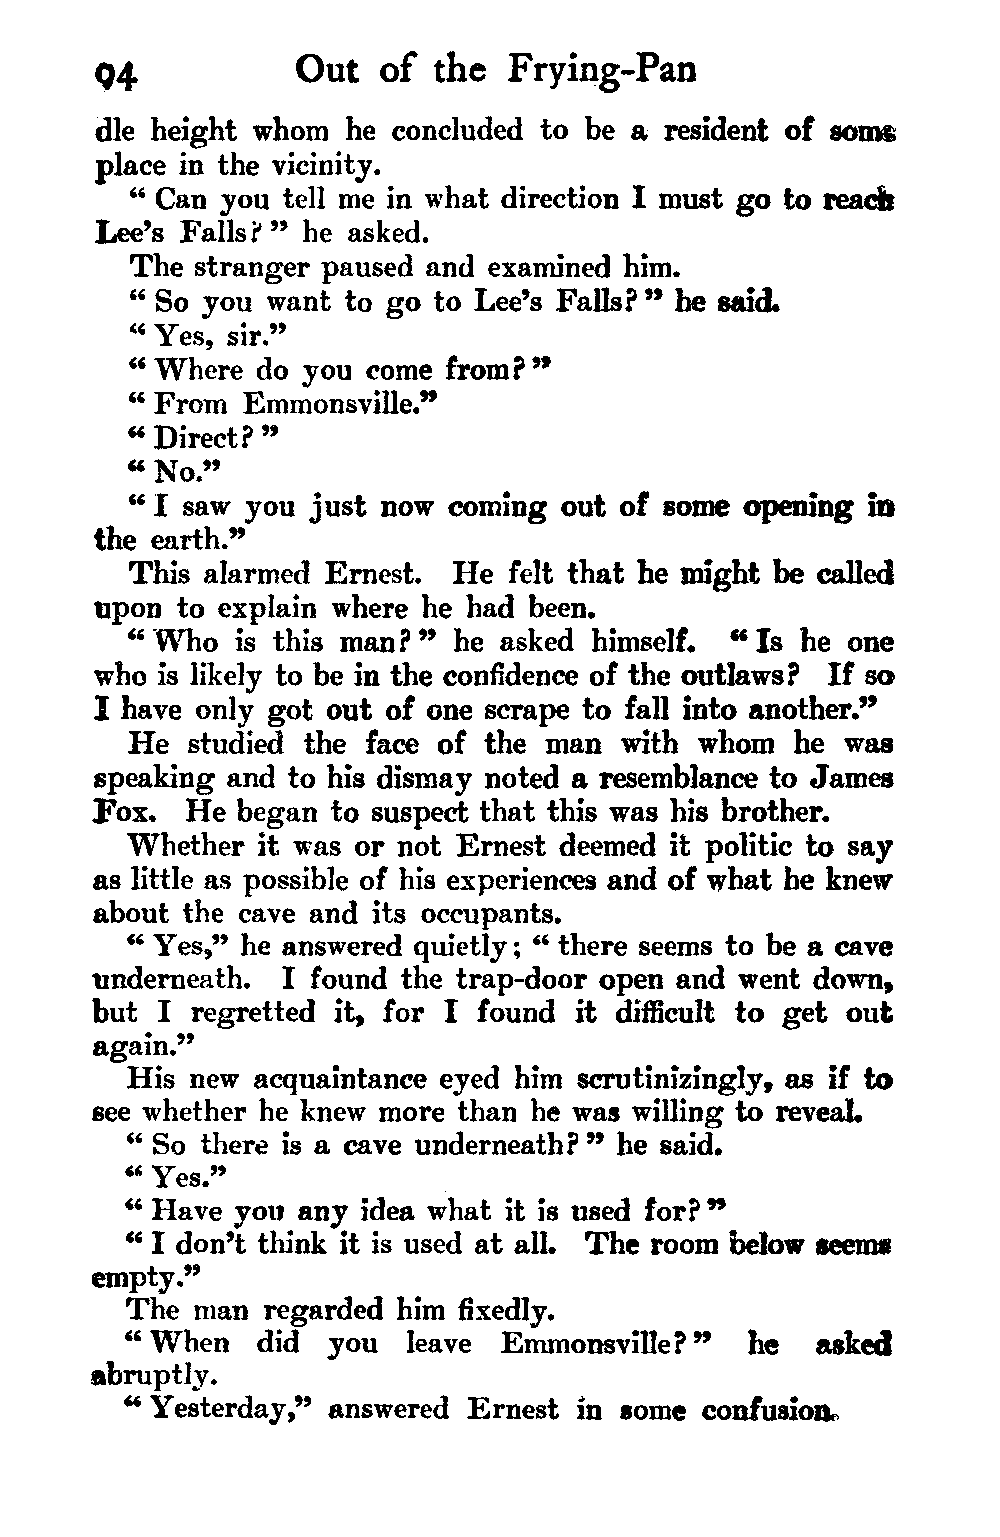 94 Out of the Frying-Pan
dle height whom he concluded to be a resident of some
place in the vicinity.
“ Can you tell me in what direction I must go to reach
Lee’s Falls? ” he asked.
The stranger paused and examined him.
“ So you want to go to Lee’s Falls? ” he said.
“ Yes, sir.”
“ Where do you come from? ”
“ From Emmonsville.”
“ Direct? ”
“ No.”
“ I saw you just now coming out of some opening in
the earth.”
This alarmed Ernest. He felt that he might be called
upon to explain where he had been.
“ Who is this man? ” he asked himself. “ Is he one
who is likely to be in the confidence of the outlaws? If so
I have only got out of one scrape to fall into another.”
He studied the face of the man with whom he was
speaking and to his dismay noted a resemblance to James
Fox. He began to suspect that this was his brother.
Whether it was or not Ernest deemed it politic to say
as little as possible of his experiences and of what he knew
about the cave and its occupants.
“ Yes,” he answered quietly; “ there seems to be a cave
underneath. I found the trap-door open and went down,
but I regretted it, for I found it difficult to get out
again.”
His new acquaintance eyed him scrutinizingly, as if to
see whether he knew more than he was willing to reveal.
“ So there is a cave underneath? ” he said.
“ Yes.”
“ Have you any idea what it is used for? ”
“ I don’t think it is used at all. The room below seems
empty.”
The man regarded him fixedly.
“ When did you leave Emmonsville? ” he asked
abruptly.
“ Yesterday,” answered Ernest in some confusion.